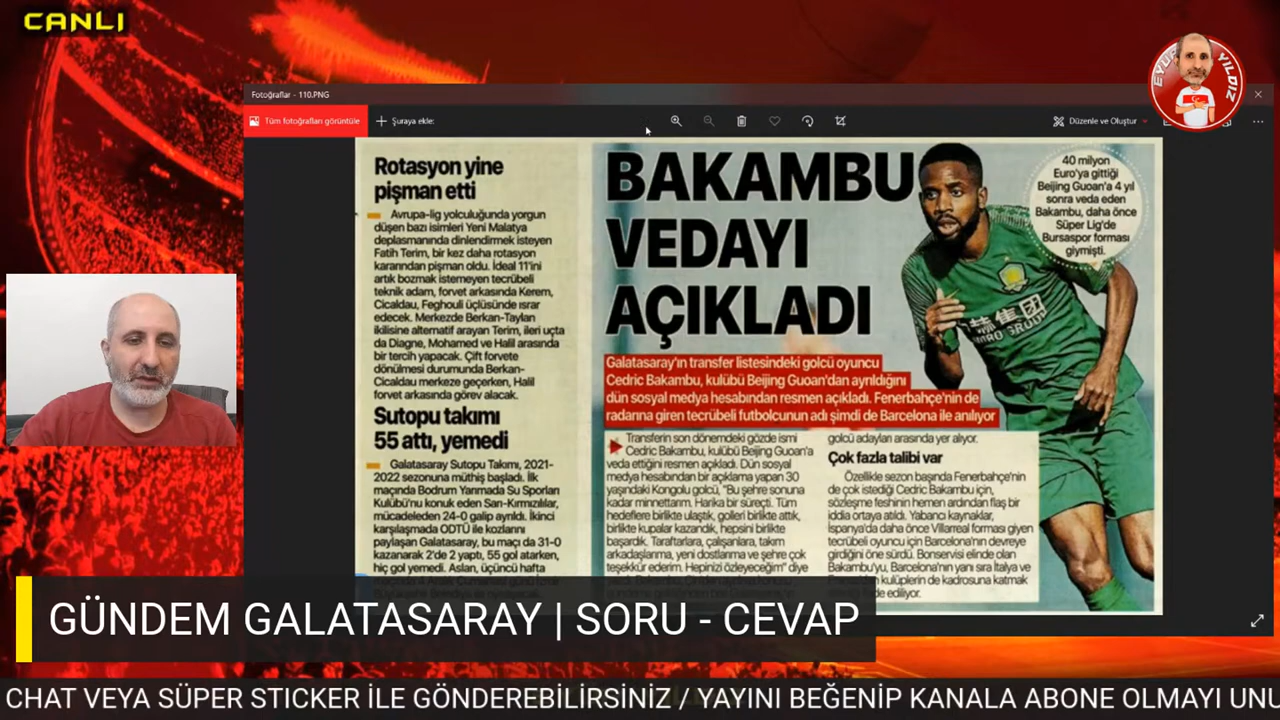 CANLI
EYÜP YILDIZ
Fotoğraflar - 110.PNG
Tüm fotoğrafları görüntüle
Şuraya ekle:
Düzenle ve Oluştur
Rotasyon yine
pişman etti
Avrupa-lig yolculuğunda yorgun
düşen bazı isimleri Yeni Malatya
deplasmanında dinlendirmek isteyen
Fatih Terim, bir kez daha rotasyon
kararından pişman oldu. İdeal 11'ini
artık bozmak istemeyen tecrübeli
teknik adam, forvet arkasında Kerem,
Cicaldau, Feghouli üçlüsünde ısrar
edecek. Merkezde Berkan-Taylan
ikilisine alternatif arayan Terim, ileri uçta
da Diagne, Mohamed ve Halil arasında
bir tercih yapacak. Çift forvete
dönülmesi durumunda Berkan-
Cicaldau merkeze geçerken, Halil
forvet arkasında görev alacak.
Sutopu takımı
55 attı, yemedi
Galatasaray Sutopu Takımı, 2021-
2022 sezonuna müthiş başladı. İlk
maçında Bodrum Yarımada Su Sporları
Kulübü'nü konuk eden Sarı-Kırmızılılar,
mücadeleden 24-0 galip ayrıldı. İkinci
karşılaşmada ODTÜ ile kozlarını
paylaşan Galatasaray, bu maçı da 31-0
kazanarak 2'de 2 yaptı, 55 gol atarken,
hiç gol yemedi. Aslan, üçüncü hafta
BAKAMBU
VEDAYI
AÇIKLADI
40 milyon
Euro'ya gittiği
Beijing Guoan'a 4 yıl
sonra veda eden
Bakambu, daha önce
Süper Lig'de
Bursaspor forması
giymişti.
Galatasaray'ın transfer listesindeki golcü oyuncu
Cedric Bakambu, kulübü Beijing Guoan'dan ayrıldığını
dün sosyal medya hesabından resmen açıkladı. Fenerbahçe'nin de
radarına giren tecrübeli futbolcunun adı şimdi de Barcelona ile anılıyor
Transferin son dönemdeki gözde ismi
Cedric Bakambu, kulübü Beijing Guoan'a
veda ettiğini resmen açıkladı. Dün sosyal
medya hesabından bir açıklama yapan 30
yaşındaki Kongolu golcü, "Bu şehre sonuna
kadar minnettarım. Harika bir süreçti. Tüm
hedeflere birlikte ulaştık, golleri birlikte attık,
birlikte kupalar kazandık, hepsini birlikte
başardık. Taraftarlara, çalışanlara, takım
arkadaşlarıma, yeni dostlarıma ve şehre çok
teşekkür ederim. Hepinizi özleyeceğim" diye
golcü adayları arasında yer alıyor.
Çok fazla talibi var
Özellikle sezon başında Fenerbahçe'nin
de çok istediği Cedric Bakambu için,
sözleşme feshinin hemen ardından flaş bir
iddia ortaya atıldı. Yabancı kaynaklar,
İspanya'da daha önce Villarreal forması giyen
tecrübeli oyuncu için Barcelona'nın devreye
girdiğini öne sürdü. Bonservisi elinde olan
Bakambu'yu, Barcelona'nın yanı sıra İtalya ve
kulüplerin de kadrosuna katmak
ediliyor.
GÜNDEM GALATASARAY | SORU - CEVAP
CHAT VEYA SÜPER STICKER İLE GÖNDEREBİLİRSİNİZ / YAYINI BEĞENİP KANALA ABONE OLMAYI UNU